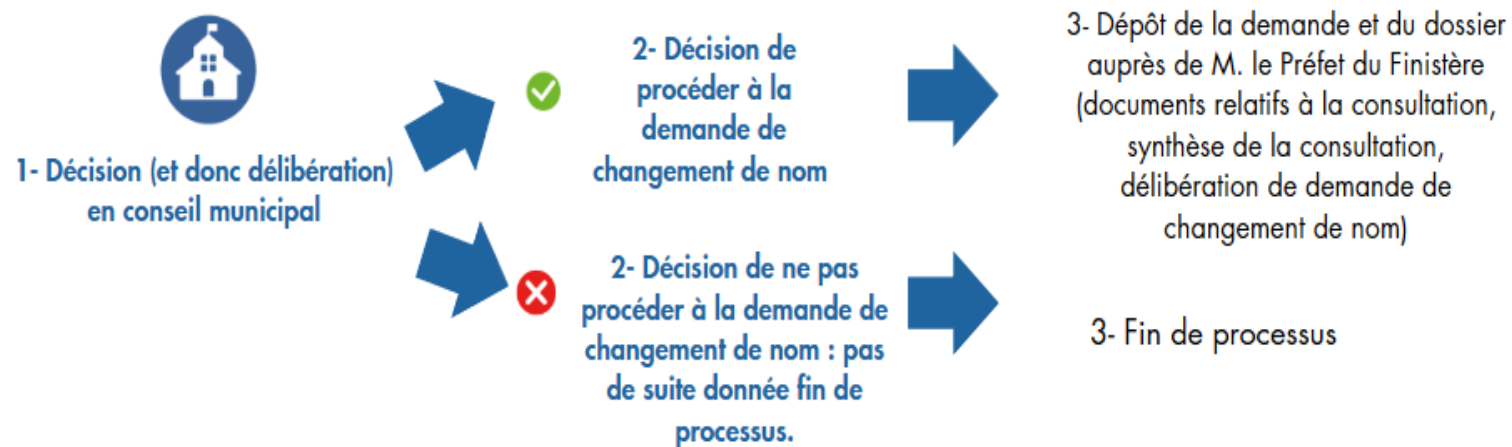 1- Décision (et donc délibération)
en conseil municipal
2- Décision de
procéder à la
demande de
changement de nom
3- Dépôt de la demande et du dossier
auprès de M. le Préfet du Finistère
(documents relatifs à la consultation,
synthèse de la consultation,
délibération de demande de
changement de nom)
2- Décision de ne pas
procéder à la demande de
changement de nom : pas
de suite donnée fin de
processus.
3- Fin de processus